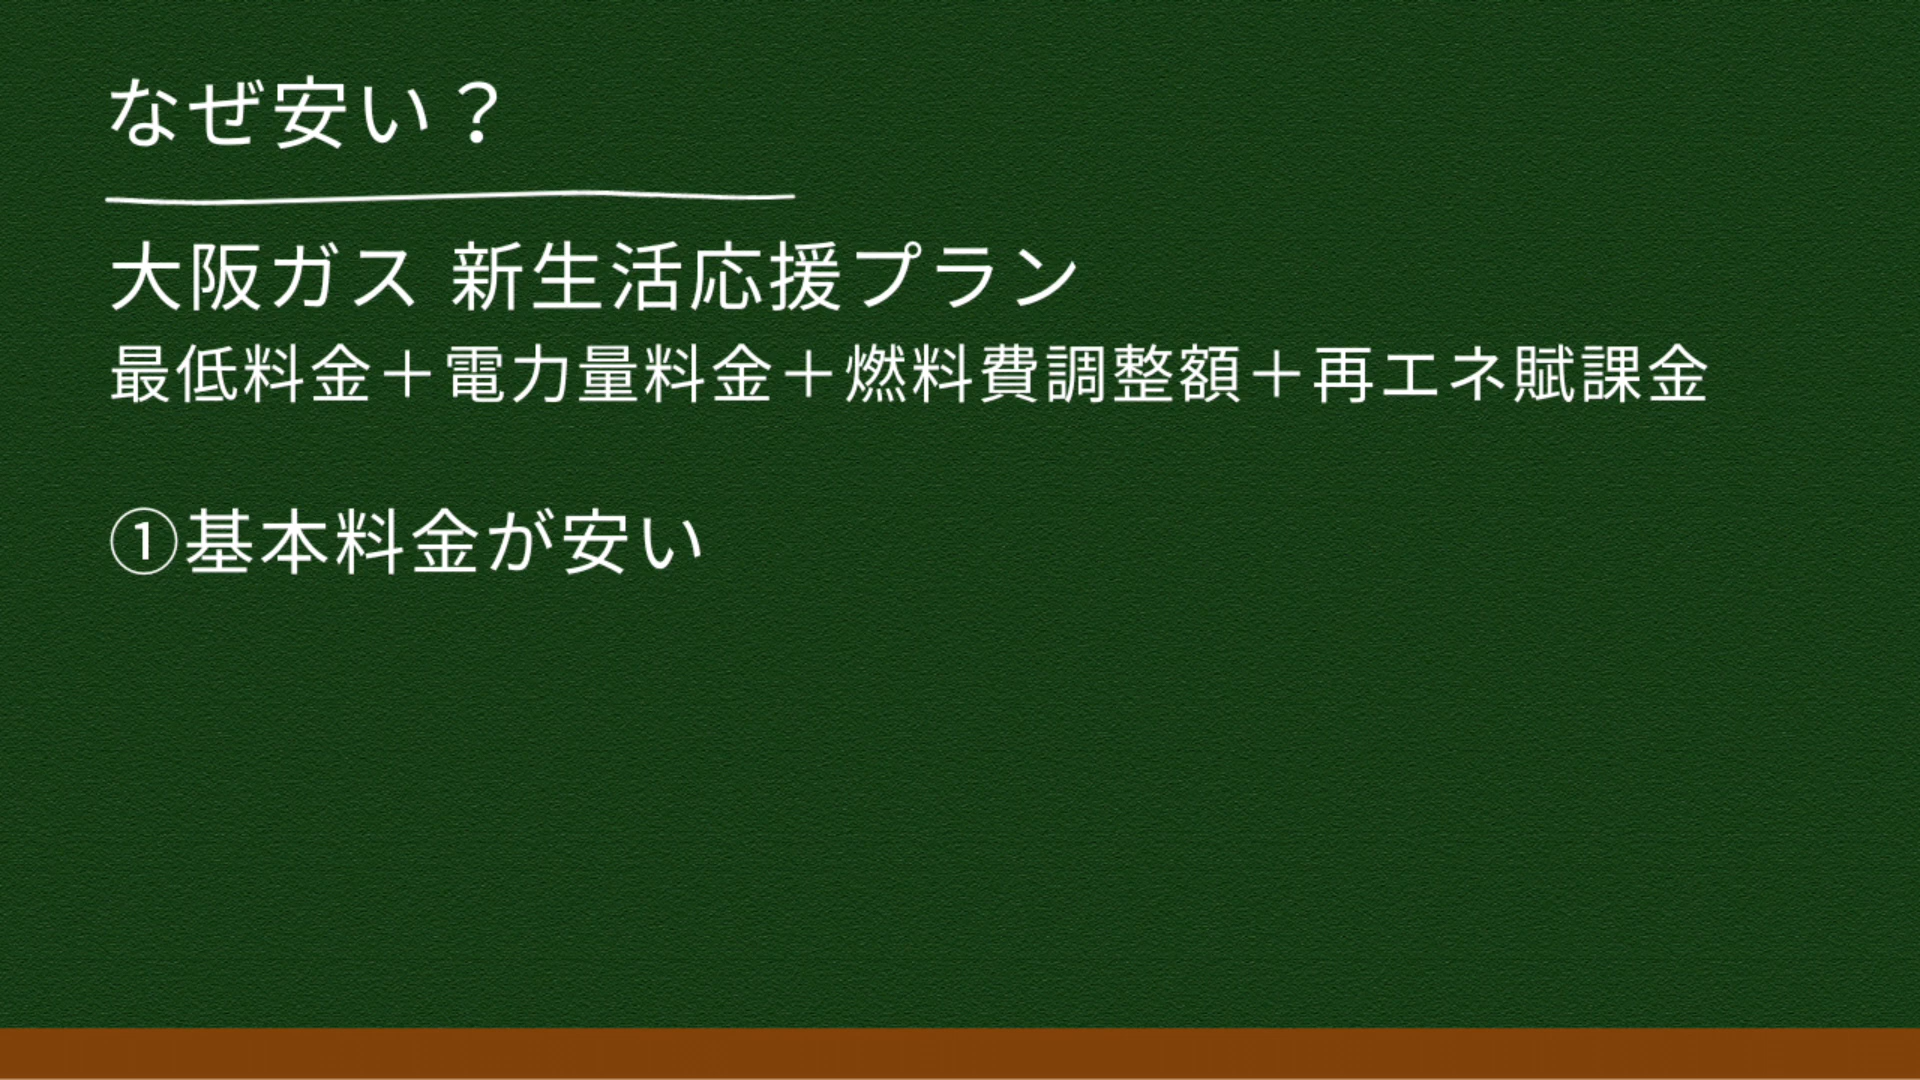 なぜ安い？
大阪ガス 新生活応援プラン
最低料金＋電力量料金＋燃料費調整額＋再エネ賦課金
①基本料金が安い